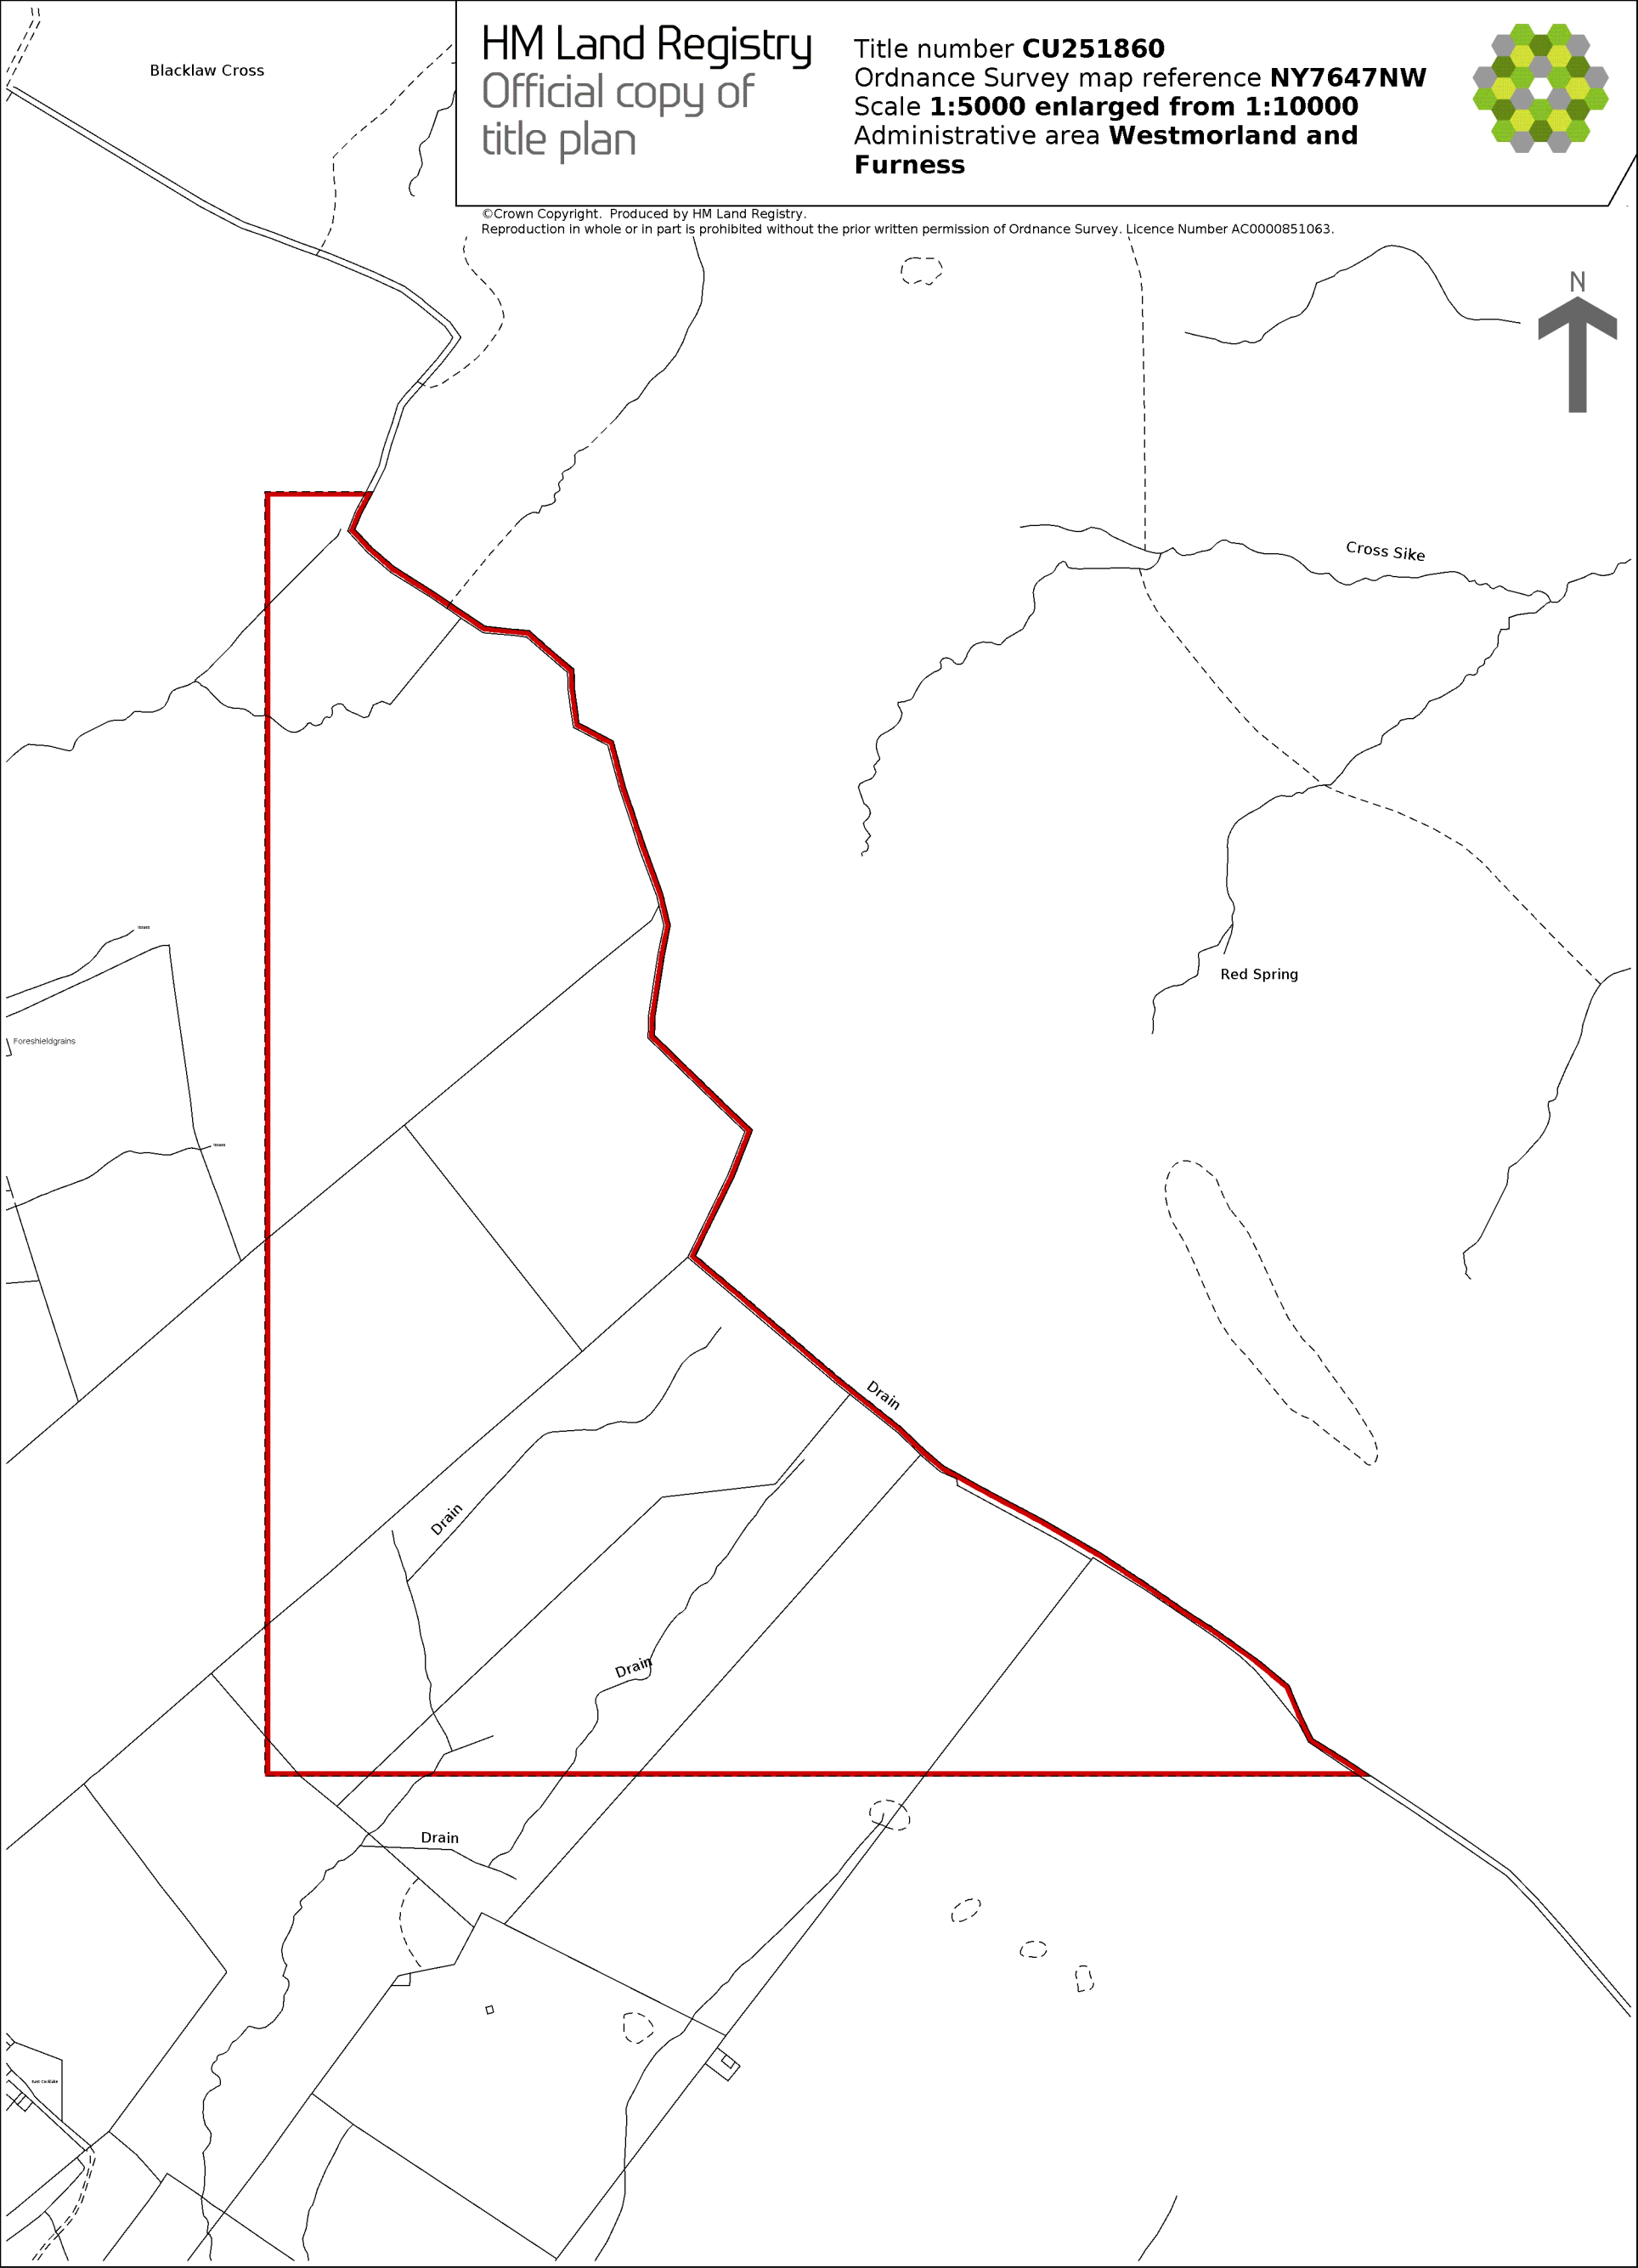 HM Land Registry
Official copy of
title plan
Title number CU251860
Ordnance Survey map reference NY7647NW
Scale 1:5000 enlarged from 1:10000
Administrative area Westmorland and
Furness
©Crown Copyright. Produced by HM Land Registry.
Reproduction in whole or in part is prohibited without the prior written permission of Ordnance Survey. Licence Number AC0000851063.
Blacklaw Cross
N
Cross Sike
Red Spring
Foreshieldgrains
Drain
Drain
Drain
Drain